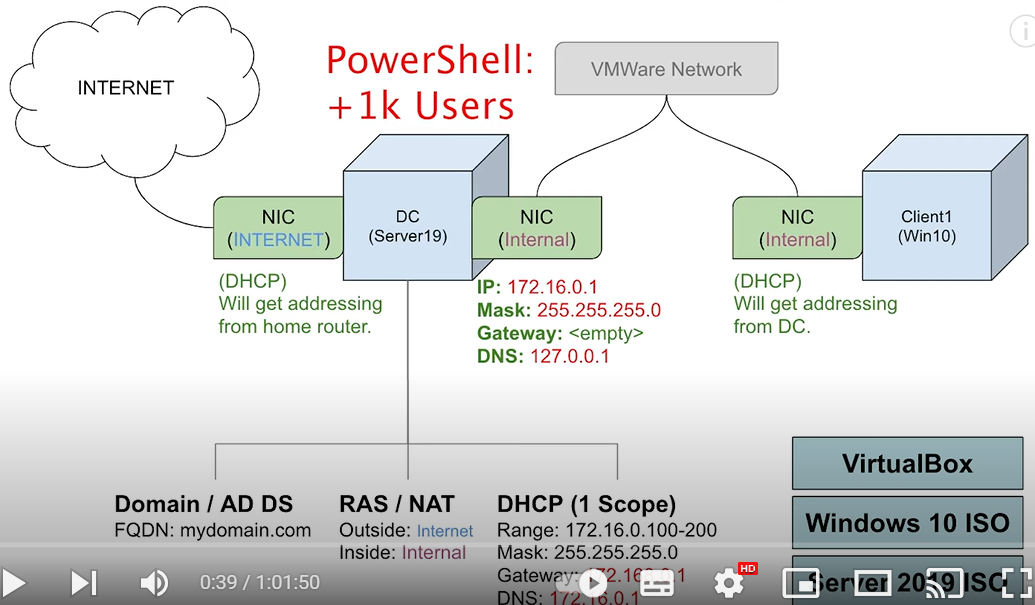 INTERNET
PowerShell:
+1k Users
VMWare Network
NIC
(INTERNET)
DC
(Server19)
NIC
(Internal)
NIC
(Internal)
Client1
(Win10)
(DHCP)
Will get addressing
from home router.
IP: 172.16.0.1
Mask: 255.255.255.0
Gateway: <empty>
DNS: 127.0.0.1
(DHCP)
Will get addressing
from DC.
Domain / AD DS
FQDN: mydomain.com
RAS / NAT
Outside: Internet
Inside: Internal
DHCP (1 Scope)
Range: 172.16.0.100-200
Mask: 255.255.255.0
Gateway: 172.16.0.1
DNS: 172.16.0.1
VirtualBox
Windows 10 ISO
Server 2019 ISO
0:39 / 1:01:50
HD